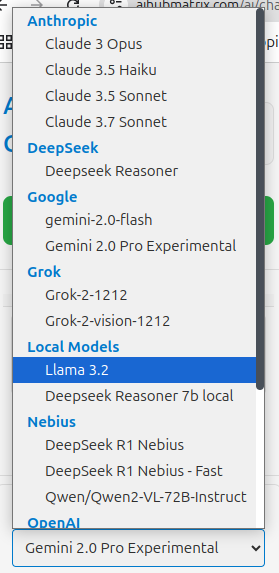 aihubmatrix.com/ai/cha
Anthropic
Claude 3 Opus
Claude 3.5 Haiku
Claude 3.5 Sonnet
Claude 3.7 Sonnet
DeepSeek
Deepseek Reasoner
Google
gemini-2.0-flash
Gemini 2.0 Pro Experimental
Grok
Grok-2-1212
Grok-2-vision-1212
Local Models
Llama 3.2
Deepseek Reasoner 7b local
Nebius
DeepSeek R1 Nebius
DeepSeek R1 Nebius - Fast
Qwen/Qwen2-VL-72B-Instruct
OpenAI
Gemini 2.0 Pro Experimental